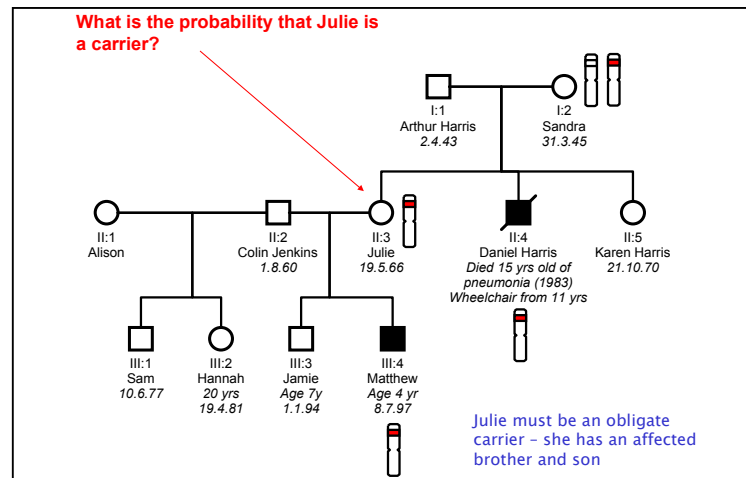 What is the probability that Julie is
a carrier?
I:1
Arthur Harris
2.4.43
I:2
Sandra
31.3.45
II:1
Alison
II:2
Colin Jenkins
1.8.60
II:3
Julie
19.5.66
II:4
Daniel Harris
Died 15 yrs old of
pneumonia (1983)
Wheelchair from 11 yrs
II:5
Karen Harris
21.10.70
III:1
Sam
10.6.77
III:2
Hannah
20 yrs
19.4.81
III:3
Jamie
Age 7y
1.1.94
III:4
Matthew
Age 4 yr
8.7.97
Julie must be an obligate
carrier – she has an affected
brother and son